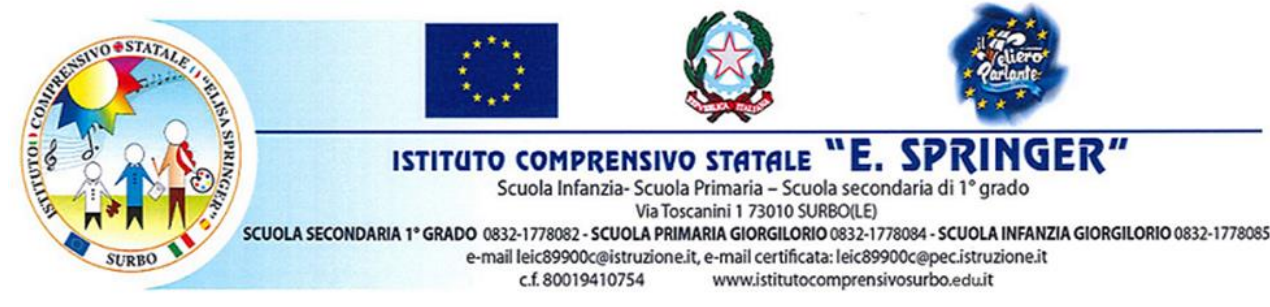 ISTITUTO COMPRENSIVO STATALE "ELISA SPRINGER"
SURBO
REPVBBLICA ITALIANA
il Veliero
Parlante
ISTITUTO COMPRENSIVO STATALE "E. SPRINGER"
Scuola Infanzia- Scuola Primaria – Scuola secondaria di 1° grado
Via Toscanini 1 73010 SURBO(LE)
SCUOLA SECONDARIA 1° GRADO 0832-1778082 - SCUOLA PRIMARIA GIORGILORIO 0832-1778084 - SCUOLA INFANZIA GIORGILORIO 0832-1778085
e-mail leic89900c@istruzione.it, e-mail certificata: leic89900c@pec.istruzione.it
c.f. 80019410754 www.istitutocomprensivosurbo.edu.it